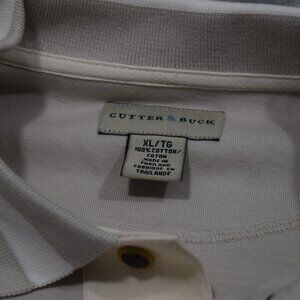 CUTTER & BUCK
XL/TG
100% COTTON/
COTON
MADE IN
THAILAND
FABRIQUE EN
THAILANDE